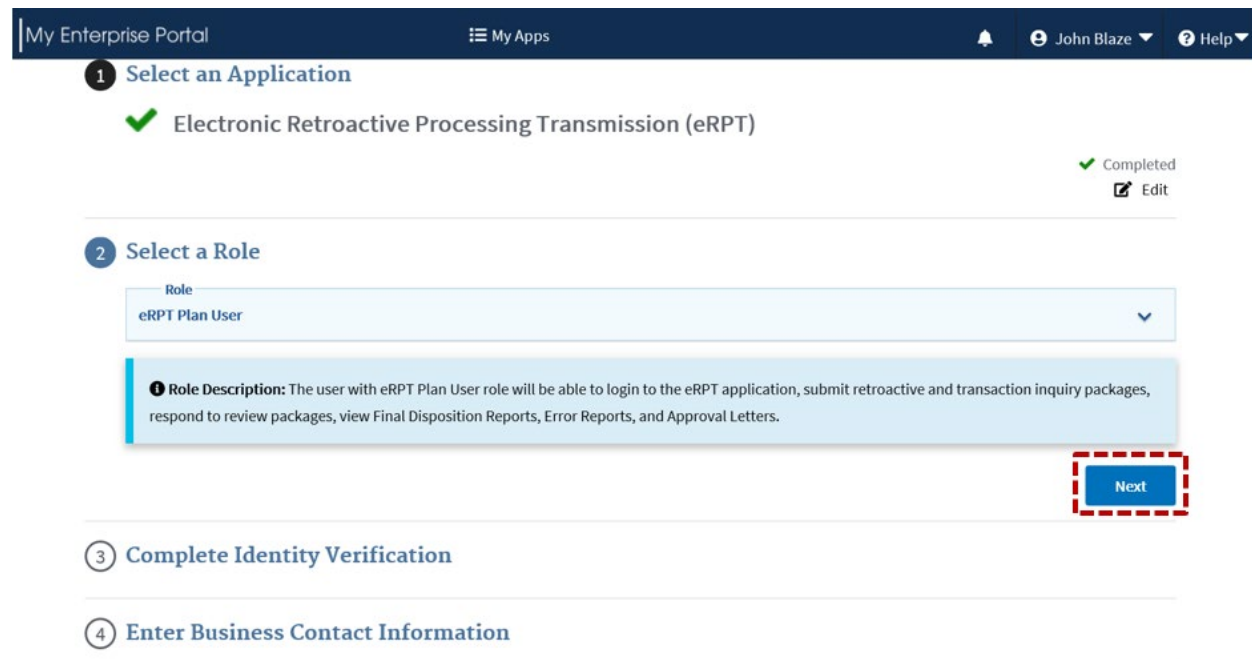 My Enterprise Portal My Apps John Blaze Help
1 Select an Application
Electronic Retroactive Processing Transmission (eRPT)
Completed
Edit
2 Select a Role
Role
eRPT Plan User
Role Description: The user with eRPT Plan User role will be able to login to the eRPT application, submit retroactive and transaction inquiry packages,
respond to review packages, view Final Disposition Reports, Error Reports, and Approval Letters.
Next
3 Complete Identity Verification
4 Enter Business Contact Information